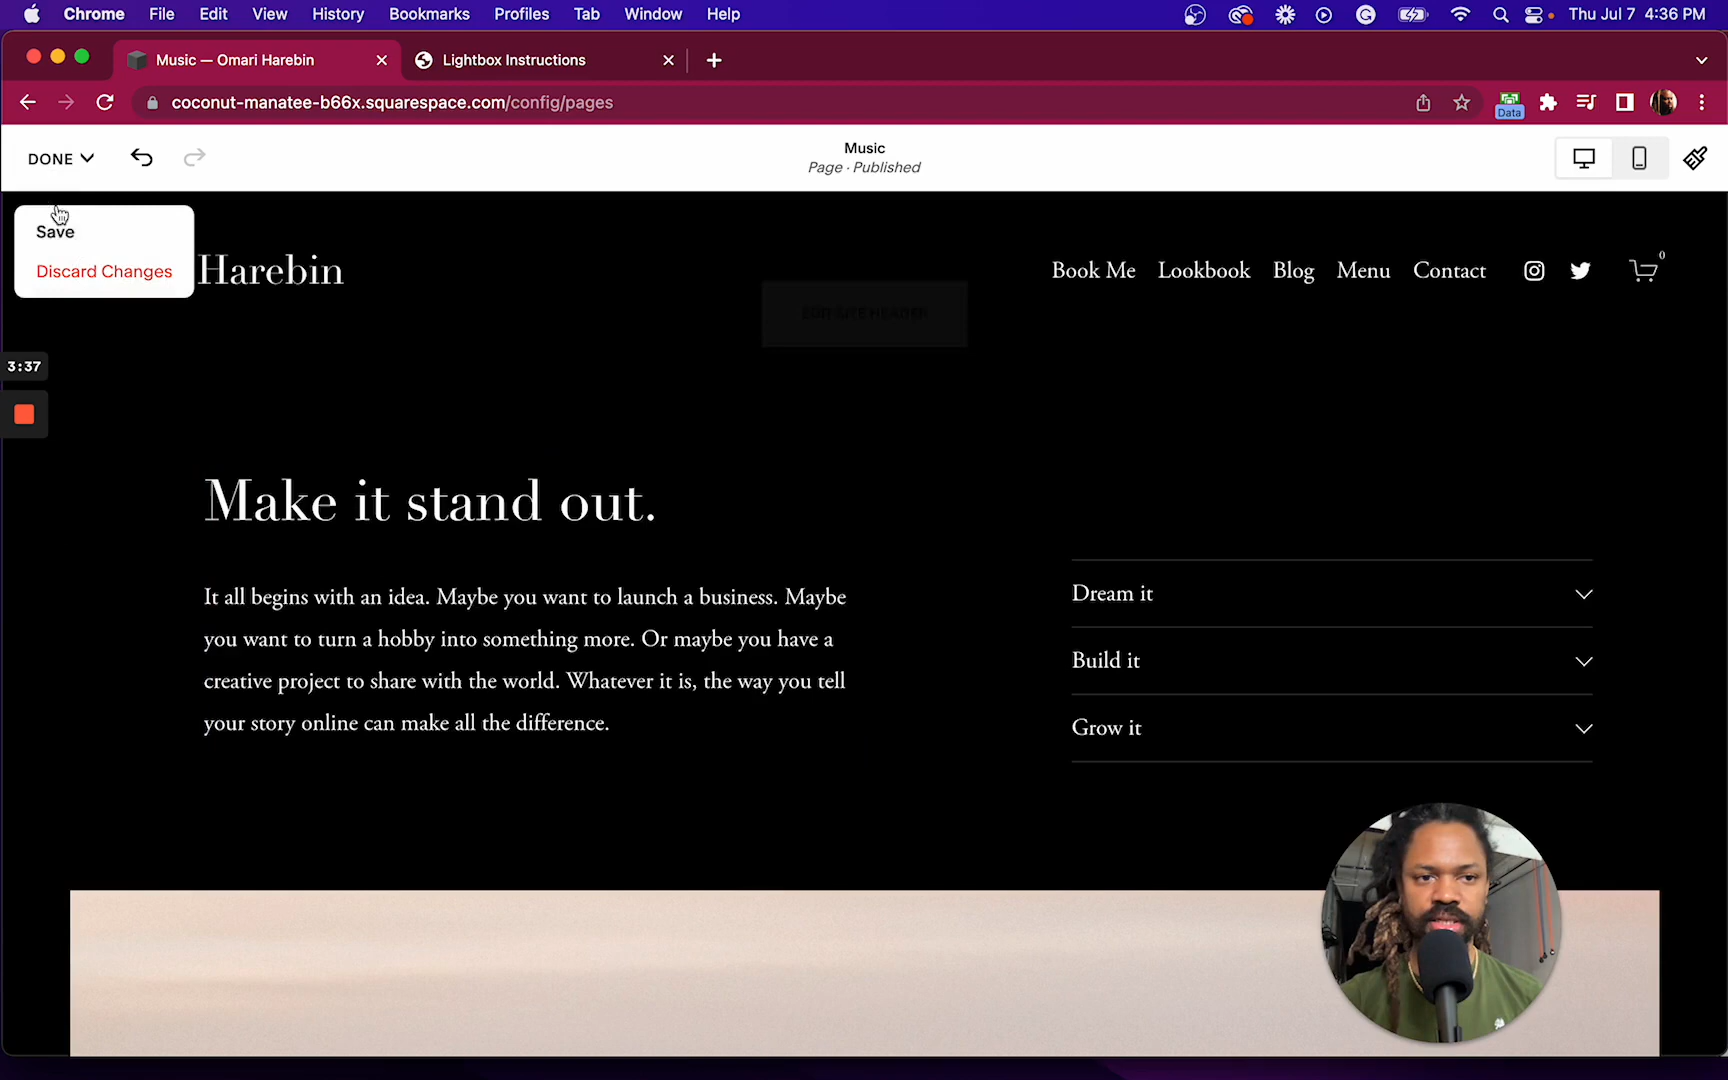 Chrome File Edit View History Bookmarks Profiles Tab Window Help Thu Jul 7 4:36 PM
Music — Omari Harebin Lightbox Instructions
coconut-manatee-b66x.squarespace.com/config/pages
Data
DONE
Music
Page · Published
Save
Discard Changes
Harebin
Book Me Lookbook Blog Menu Contact 0
EDIT SITE HEADER
3:37
Make it stand out.
It all begins with an idea. Maybe you want to launch a business. Maybe
you want to turn a hobby into something more. Or maybe you have a
creative project to share with the world. Whatever it is, the way you tell
your story online can make all the difference.
Dream it
Build it
Grow it